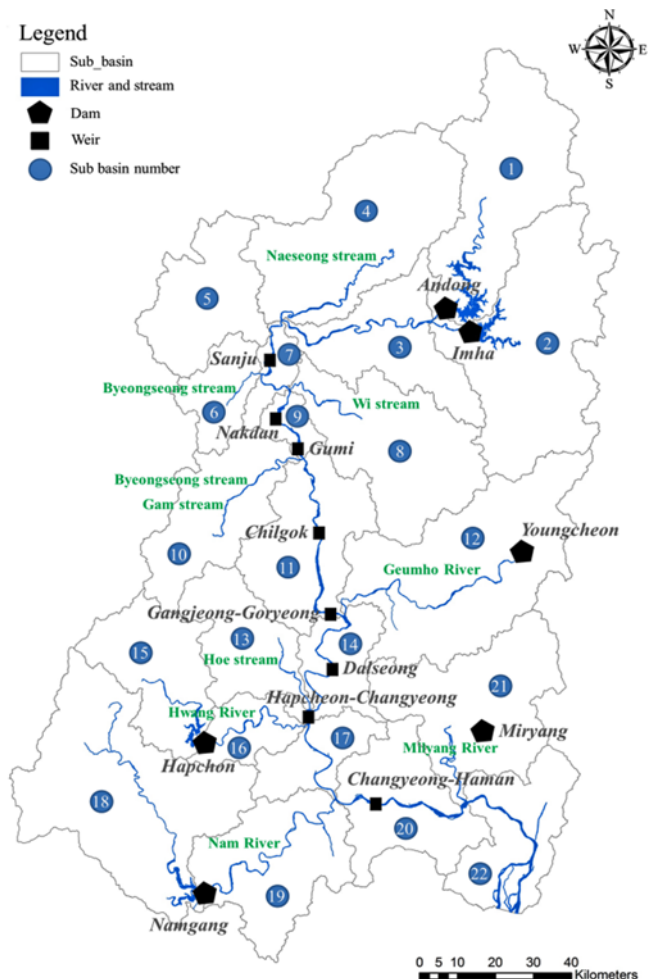 Legend
Sub_basin
River and stream
Dam
Weir
Sub basin number
N
W E
S
1
4
Naeseong stream
5
Andong
2
3
Imha
7
Sanju
Byeongseong stream
6
9
Wi stream
Nakdan
8
Gumi
Byeongseong stream
Gam stream
Chilgok
12
Youngcheon
10
11
Geumho River
Gangjeong-Goryeong
13
14
15
Hoe stream
Dalseong
21
Hwang River
Hapcheon-Changyeong
17
Miryang
16
Milyang River
Hapchon
Changyeong-Haman
18
20
Nam River
22
19
Namgang
0 5 10 20 30 40
Kilometers